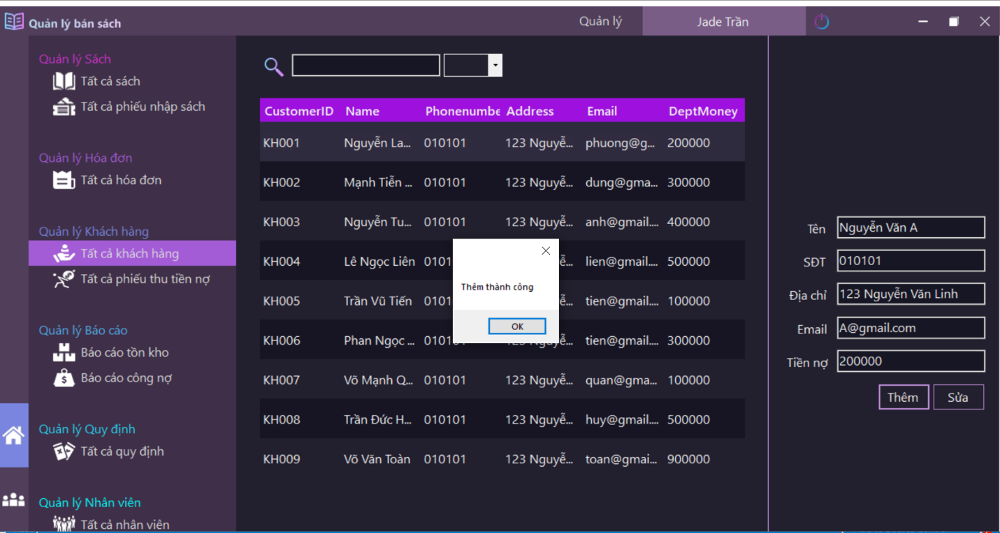 Quản lý bán sách
Quản lý
Jade Trần
Quản lý Sách
Tất cả sách
Tất cả phiếu nhập sách
Quản lý Hóa đơn
Tất cả hóa đơn
Quản lý Khách hàng
Tất cả khách hàng
Tất cả phiếu thu tiền nợ
Quản lý Báo cáo
Báo cáo tồn kho
Báo cáo công nợ
Quản lý Quy định
Tất cả quy định
Quản lý Nhân viên
Tất cả nhân viên
CustomerID Name Phonenumbe Address Email DeptMoney
KH001 Nguyễn La... 010101 123 Nguyễ... phuong@g... 200000
KH002 Mạnh Tiễn ... 010101 123 Nguyễ... dung@gma... 300000
KH003 Nguyễn Tu... 010101 123 Nguyễ... anh@gmail.... 400000
KH004 Lê Ngọc Liên 0101 ễ... lien@gmail.... 500000
KH005 Trần Vũ Tiến 0101 ễ... tien@gmail.... 100000
KH006 Phan Ngọc ... 010101 123 Nguyễ... tien@gmail.... 300000
KH007 Võ Mạnh Q... 010101 123 Nguyễ... quan@gma... 100000
KH008 Trần Đức H... 010101 123 Nguyễ... huy@gmail.... 500000
KH009 Võ Văn Toàn 010101 123 Nguyễ... toan@gmai... 900000
Thêm thành công
OK
Tên Nguyễn Văn A
SĐT 010101
Địa chỉ 123 Nguyễn Văn Linh
Email A@gmail.com
Tiền nợ 200000
Thêm Sửa